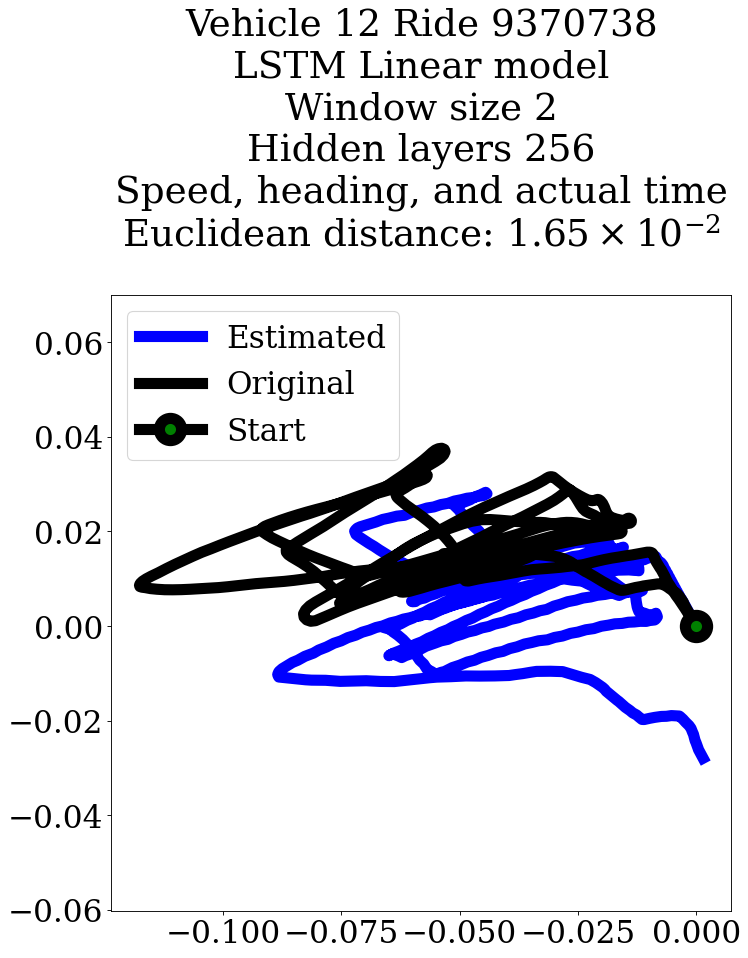 Vehicle 12 Ride 9370738
LSTM Linear model
Window size 2
Hidden layers 256
Speed, heading, and actual time
Euclidean distance: 1.65 × 10⁻²
Estimated
Original
Start
0.06
0.04
0.02
0.00
−0.02
−0.04
−0.06
−0.100 −0.075 −0.050 −0.025 0.000